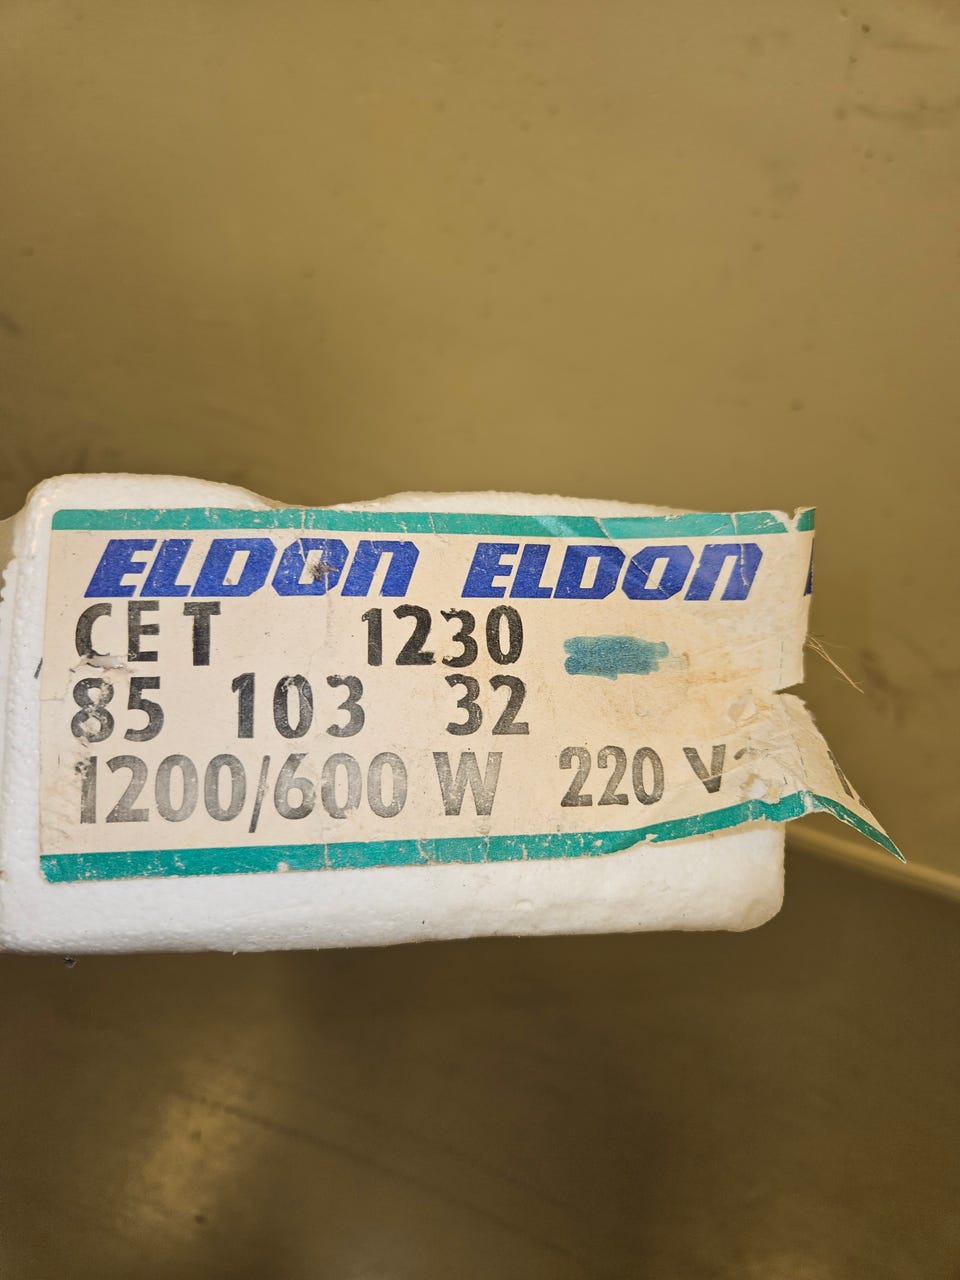 ELDON ELDON
CET 1230
85 103 32
1200/600 W 220 V